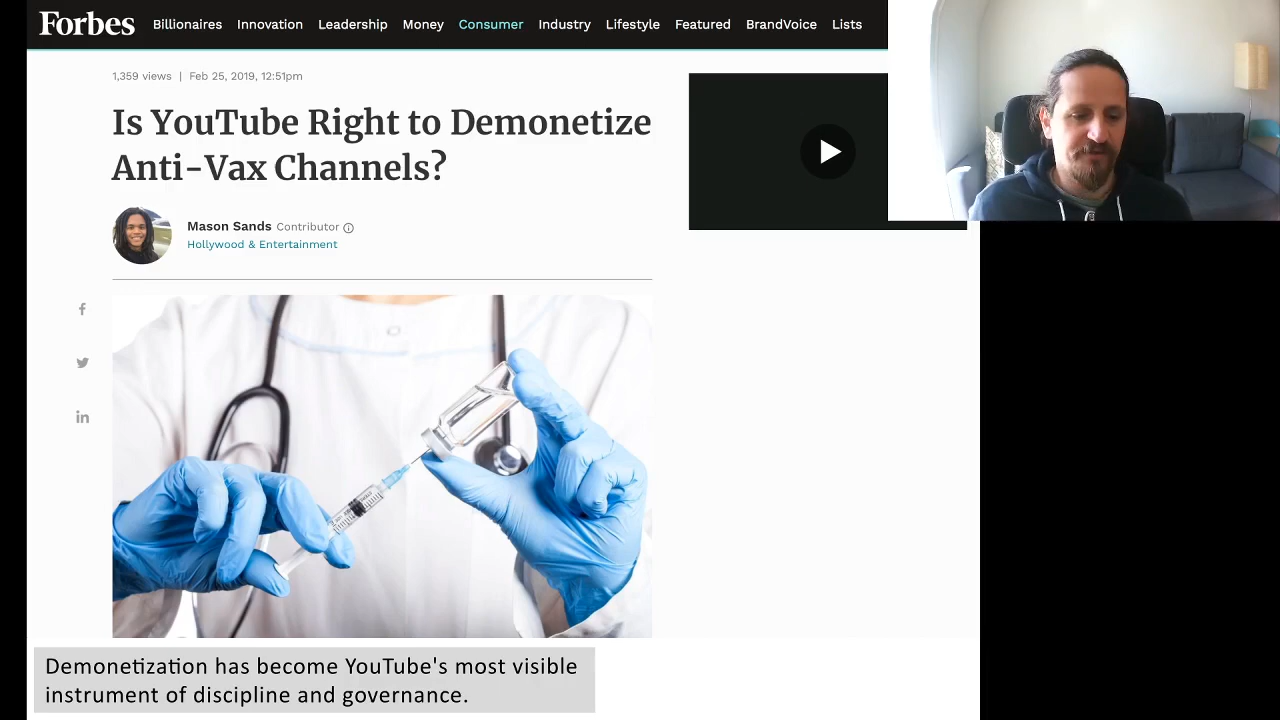 Forbes Billionaires Innovation Leadership Money Consumer Industry Lifestyle Featured BrandVoice Lists
1,359 views | Feb 25, 2019, 12:51pm
Is YouTube Right to Demonetize
Anti-Vax Channels?
Mason Sands Contributor
Hollywood & Entertainment
Demonetization has become YouTube's most visible
instrument of discipline and governance.